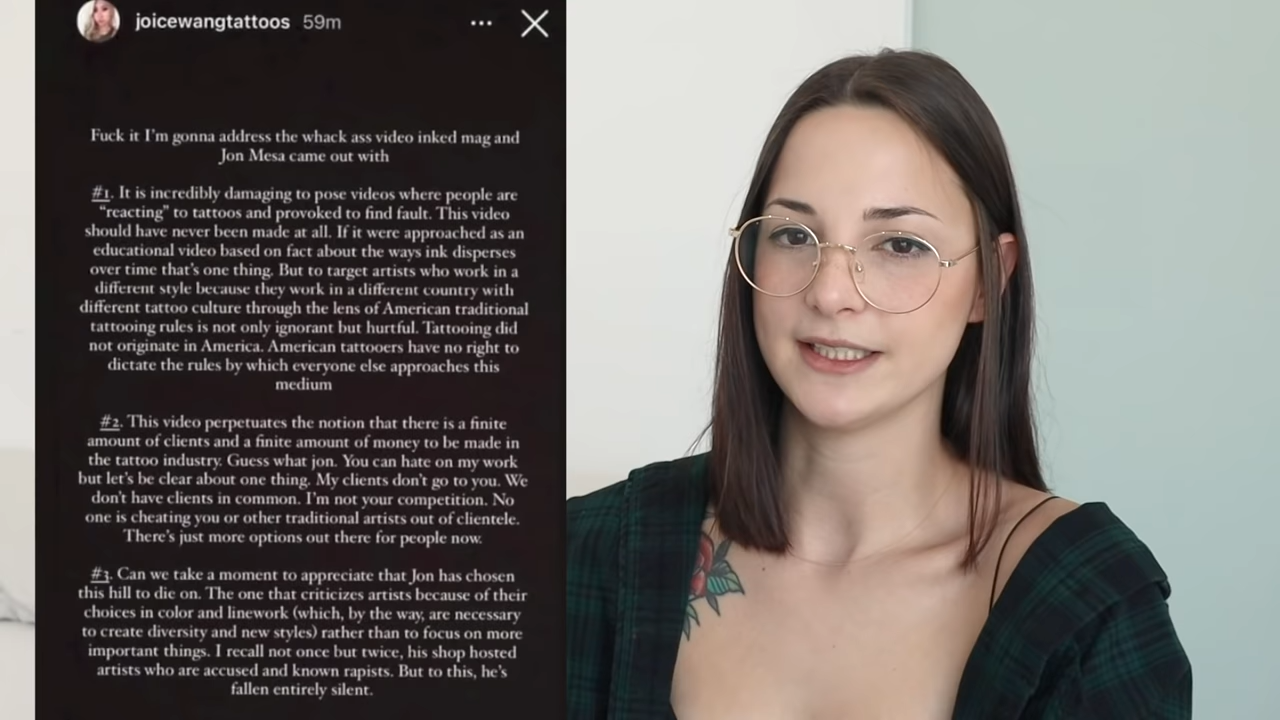 joicewangtattoos 59m
Fuck it I'm gonna address the whack ass video inked mag and
Jon Mesa came out with
#1. It is incredibly damaging to pose videos where people are
“reacting” to tattoos and provoked to find fault. This video
should have never been made at all. If it were approached as an
educational video based on fact about the ways ink disperses
over time that's one thing. But to target artists who work in a
different style because they work in a different country with
different tattoo culture through the lens of American traditional
tattooing rules is not only ignorant but hurtful. Tattooing did
not originate in America. American tattooers have no right to
dictate the rules by which everyone else approaches this
medium
#2. This video perpetuates the notion that there is a finite
amount of clients and a finite amount of money to be made in
the tattoo industry. Guess what jon. You can hate on my work
but let's be clear about one thing. My clients don't go to you. We
don't have clients in common. I'm not your competition. No
one is cheating you or other traditional artists out of clientele.
There's just more options out there for people now.
#3. Can we take a moment to appreciate that Jon has chosen
this hill to die on. The one that criticizes artists because of their
choices in color and linework (which, by the way, are necessary
to create diversity and new styles) rather than to focus on more
important things. I recall not once but twice, his shop hosted
artists who are accused and known rapists. But to this, he's
fallen entirely silent.